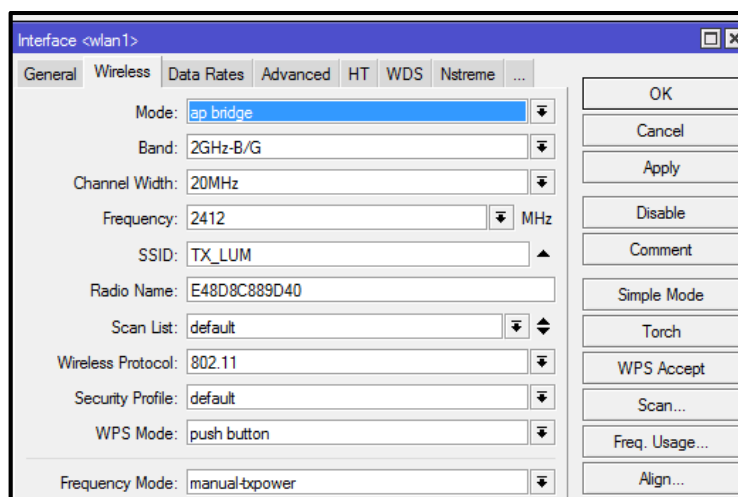 Interface <wlan1>
General Wireless Data Rates Advanced HT WDS Nstreme ...
Mode: ap bridge
Band: 2GHz-B/G
Channel Width: 20MHz
Frequency: 2412 MHz
SSID: TX_LUM
Radio Name: E48D8C889D40
Scan List: default
Wireless Protocol: 802.11
Security Profile: default
WPS Mode: push button
Frequency Mode: manual-txpower
OK
Cancel
Apply
Disable
Comment
Simple Mode
Torch
WPS Accept
Scan...
Freq. Usage...
Align...